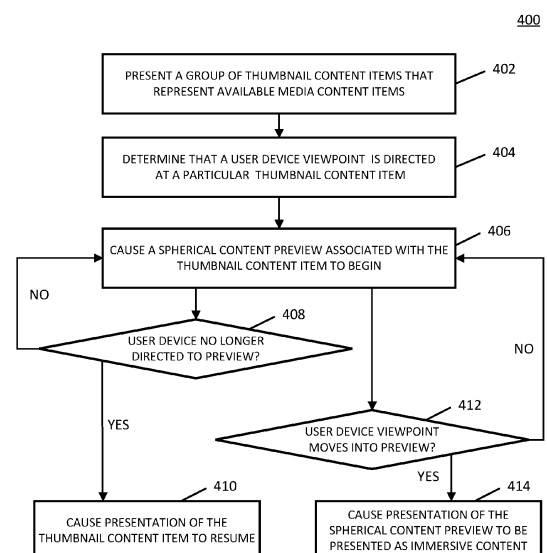 400
PRESENT A GROUP OF THUMBNAIL CONTENT ITEMS THAT
REPRESENT AVAILABLE MEDIA CONTENT ITEMS
402
DETERMINE THAT A USER DEVICE VIEWPOINT IS DIRECTED
AT A PARTICULAR THUMBNAIL CONTENT ITEM
404
CAUSE A SPHERICAL CONTENT PREVIEW ASSOCIATED WITH THE
THUMBNAIL CONTENT ITEM TO BEGIN
406
NO
408
USER DEVICE NO LONGER
DIRECTED TO PREVIEW?
NO
YES
412
USER DEVICE VIEWPOINT
MOVES INTO PREVIEW?
YES
410
CAUSE PRESENTATION OF THE
THUMBNAIL CONTENT ITEM TO RESUME
414
CAUSE PRESENTATION OF THE
SPHERICAL CONTENT PREVIEW TO BE
PRESENTED AS IMMERSIVE CONTENT